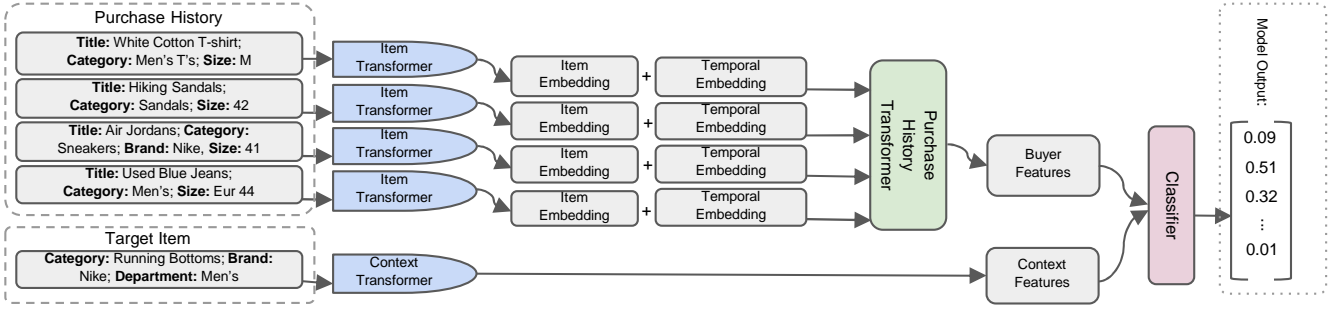 Purchase History
Title: White Cotton T-shirt;
Category: Men's T's; Size: M
Title: Hiking Sandals;
Category: Sandals; Size: 42
Title: Air Jordans; Category:
Sneakers; Brand: Nike, Size: 41
Title: Used Blue Jeans;
Category: Men's; Size: Eur 44
Item
Transformer
Item
Transformer
Item
Transformer
Item
Transformer
Item
Embedding
+
Temporal
Embedding
Item
Embedding
+
Temporal
Embedding
Item
Embedding
+
Temporal
Embedding
Item
Embedding
+
Temporal
Embedding
Purchase
History
Transformer
Buyer
Features
Target Item
Category: Running Bottoms; Brand:
Nike; Department: Men's
Context
Transformer
Context
Features
Classifier
Model Output:
0.09
0.51
0.32
...
0.01